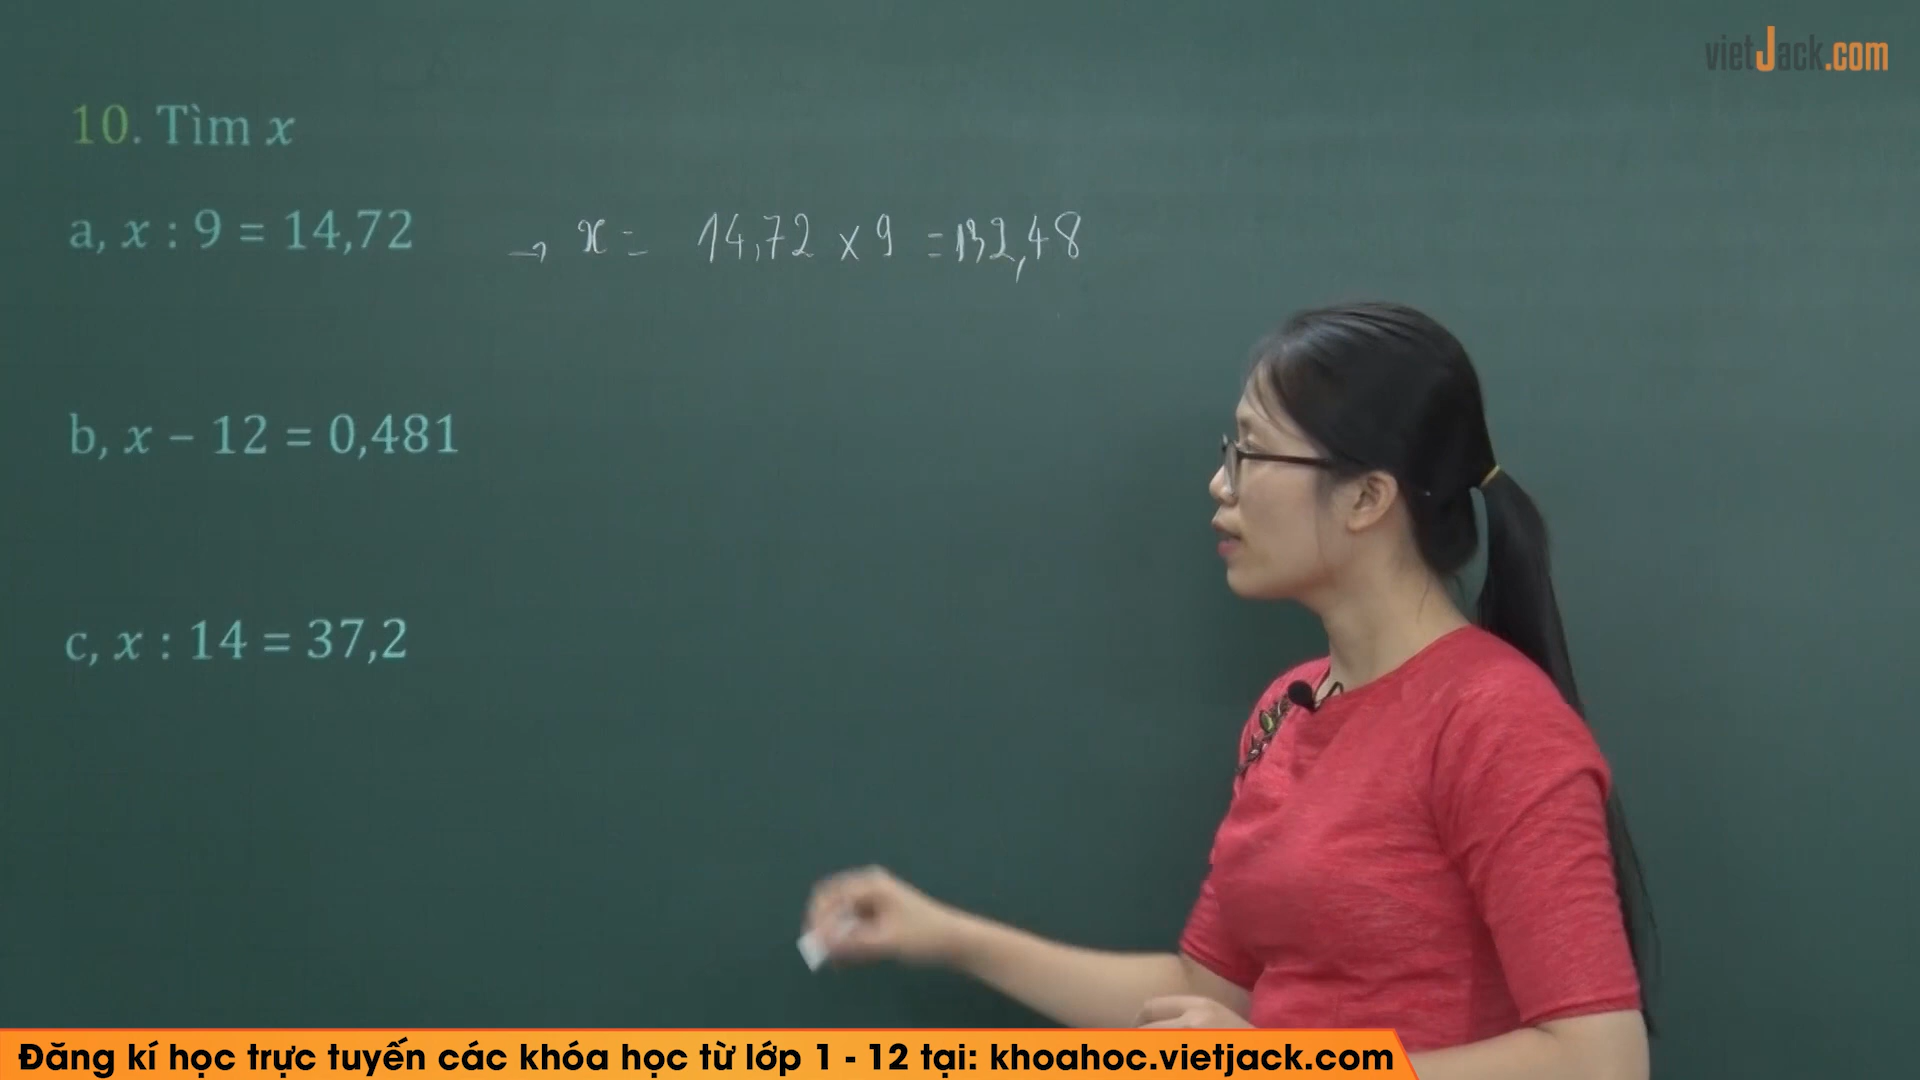 vietJack.com
10. Tìm x
a, x : 9 = 14,72 → x = 14,72 x 9 = 132,48
b, x – 12 = 0,481
c, x : 14 = 37,2
Đăng kí học trực tuyến các khóa học từ lớp 1 - 12 tại: khoahoc.vietjack.com